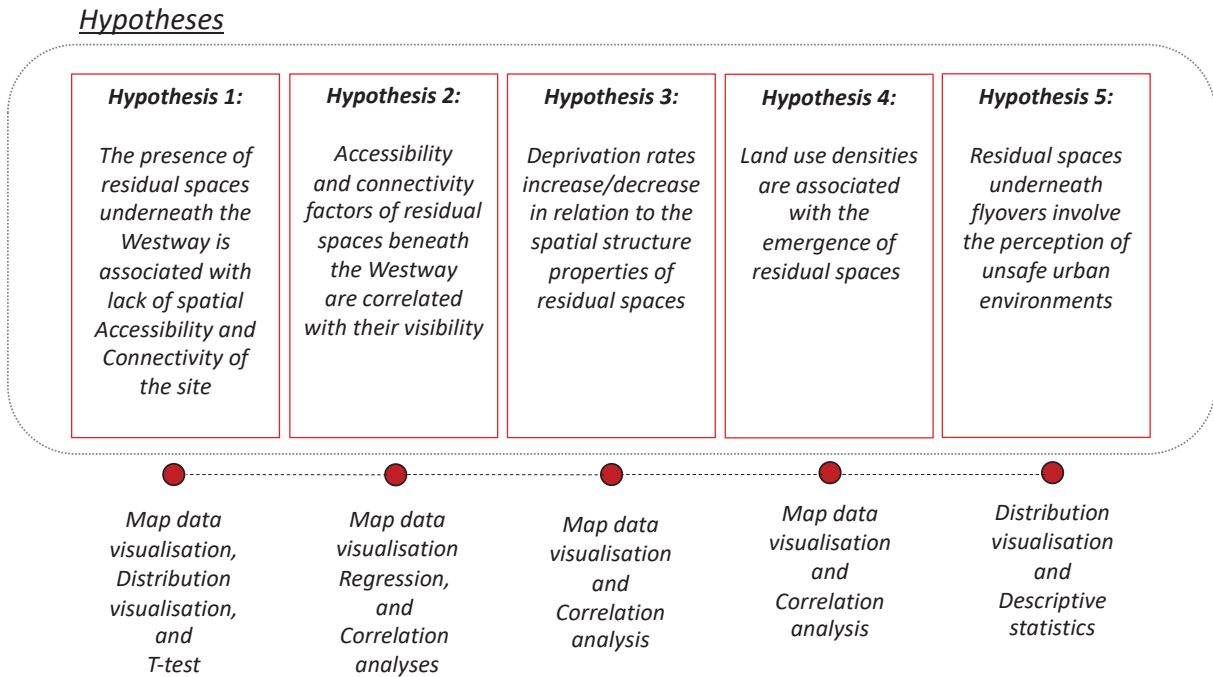 Hypotheses
Hypothesis 1:
The presence of
residual spaces
underneath the
Westway is
associated with
lack of spatial
Accessibility and
Connectivity of
the site
Hypothesis 2:
Accessibility
and connectivity
factors of residual
spaces beneath
the Westway
are correlated
with their visibility
Hypothesis 3:
Deprivation rates
increase/decrease
in relation to the
spatial structure
properties of
residual spaces
Hypothesis 4:
Land use densities
are associated
with the
emergence of
residual spaces
Hypothesis 5:
Residual spaces
underneath
flyovers involve
the perception of
unsafe urban
environments
Map data
visualisation,
Distribution
visualisation,
and
T-test
Map data
visualisation
Regression,
and
Correlation
analyses
Map data
visualisation
and
Correlation
analysis
Map data
visualisation
and
Correlation
analysis
Distribution
visualisation
and
Descriptive
statistics